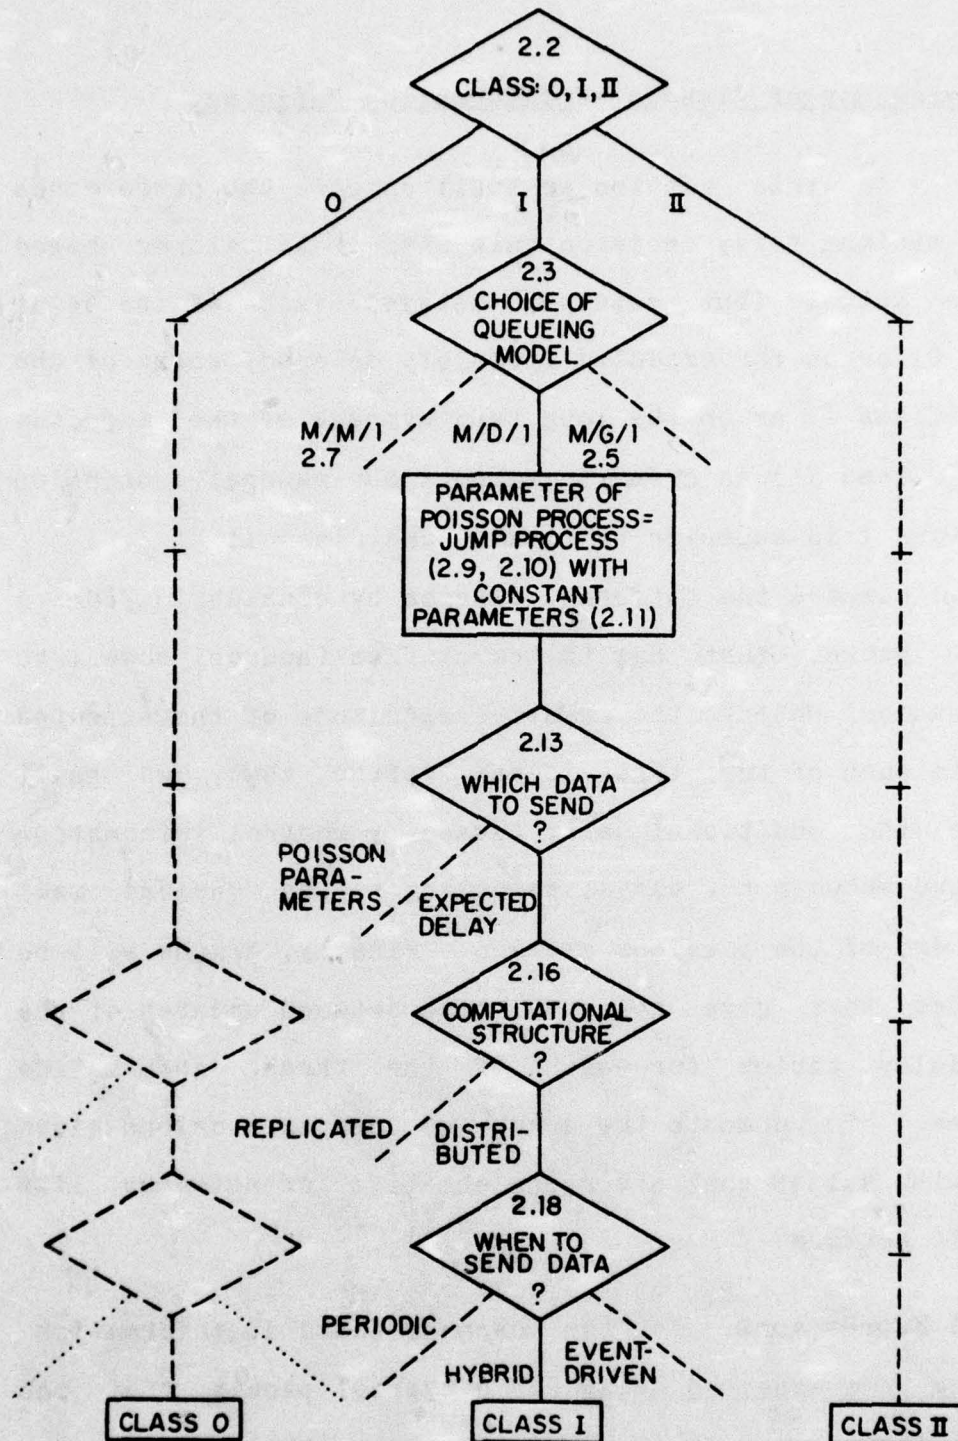 2.2
CLASS: O, I, II
O
I
II
2.3
CHOICE OF
QUEUEING
MODEL
M/M/1
2.7
M/D/1
M/G/1
2.5
PARAMETER OF
POISSON PROCESS=
JUMP PROCESS
(2.9, 2.10) WITH
CONSTANT
PARAMETERS (2.11)
2.13
WHICH DATA
TO SEND
?
POISSON
PARA-
METERS
EXPECTED
DELAY
2.16
COMPUTATIONAL
STRUCTURE
?
REPLICATED
DISTRI-
BUTED
2.18
WHEN TO
SEND DATA
?
PERIODIC
HYBRID
EVENT-
DRIVEN
CLASS O
CLASS I
CLASS II